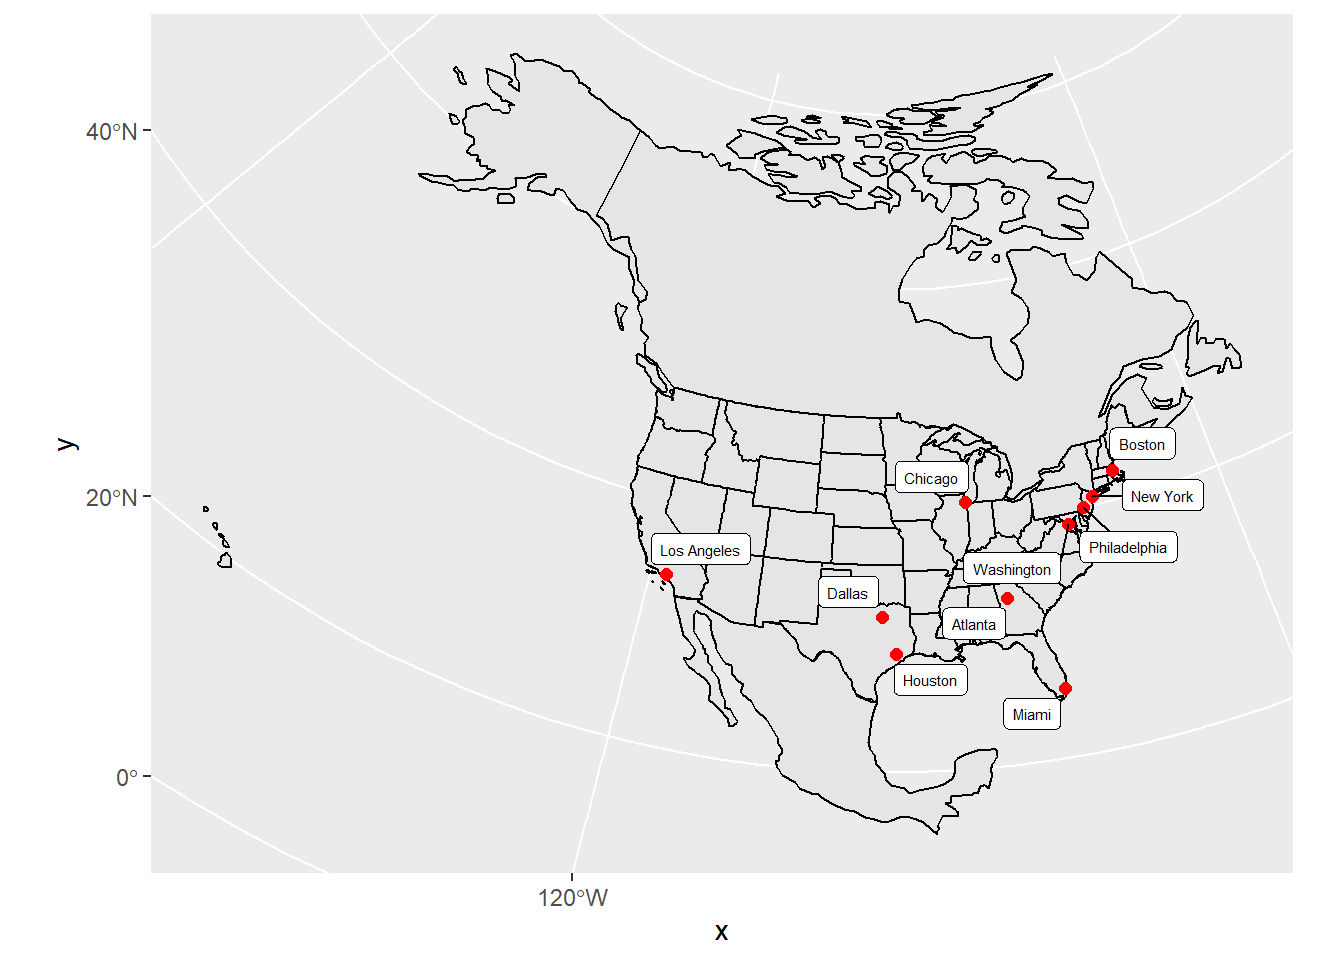 40°N
20°N
0°
y
Boston
Chicago
New York
Philadelphia
Los Angeles
Washington
Dallas
Atlanta
Houston
Miami
120°W
x